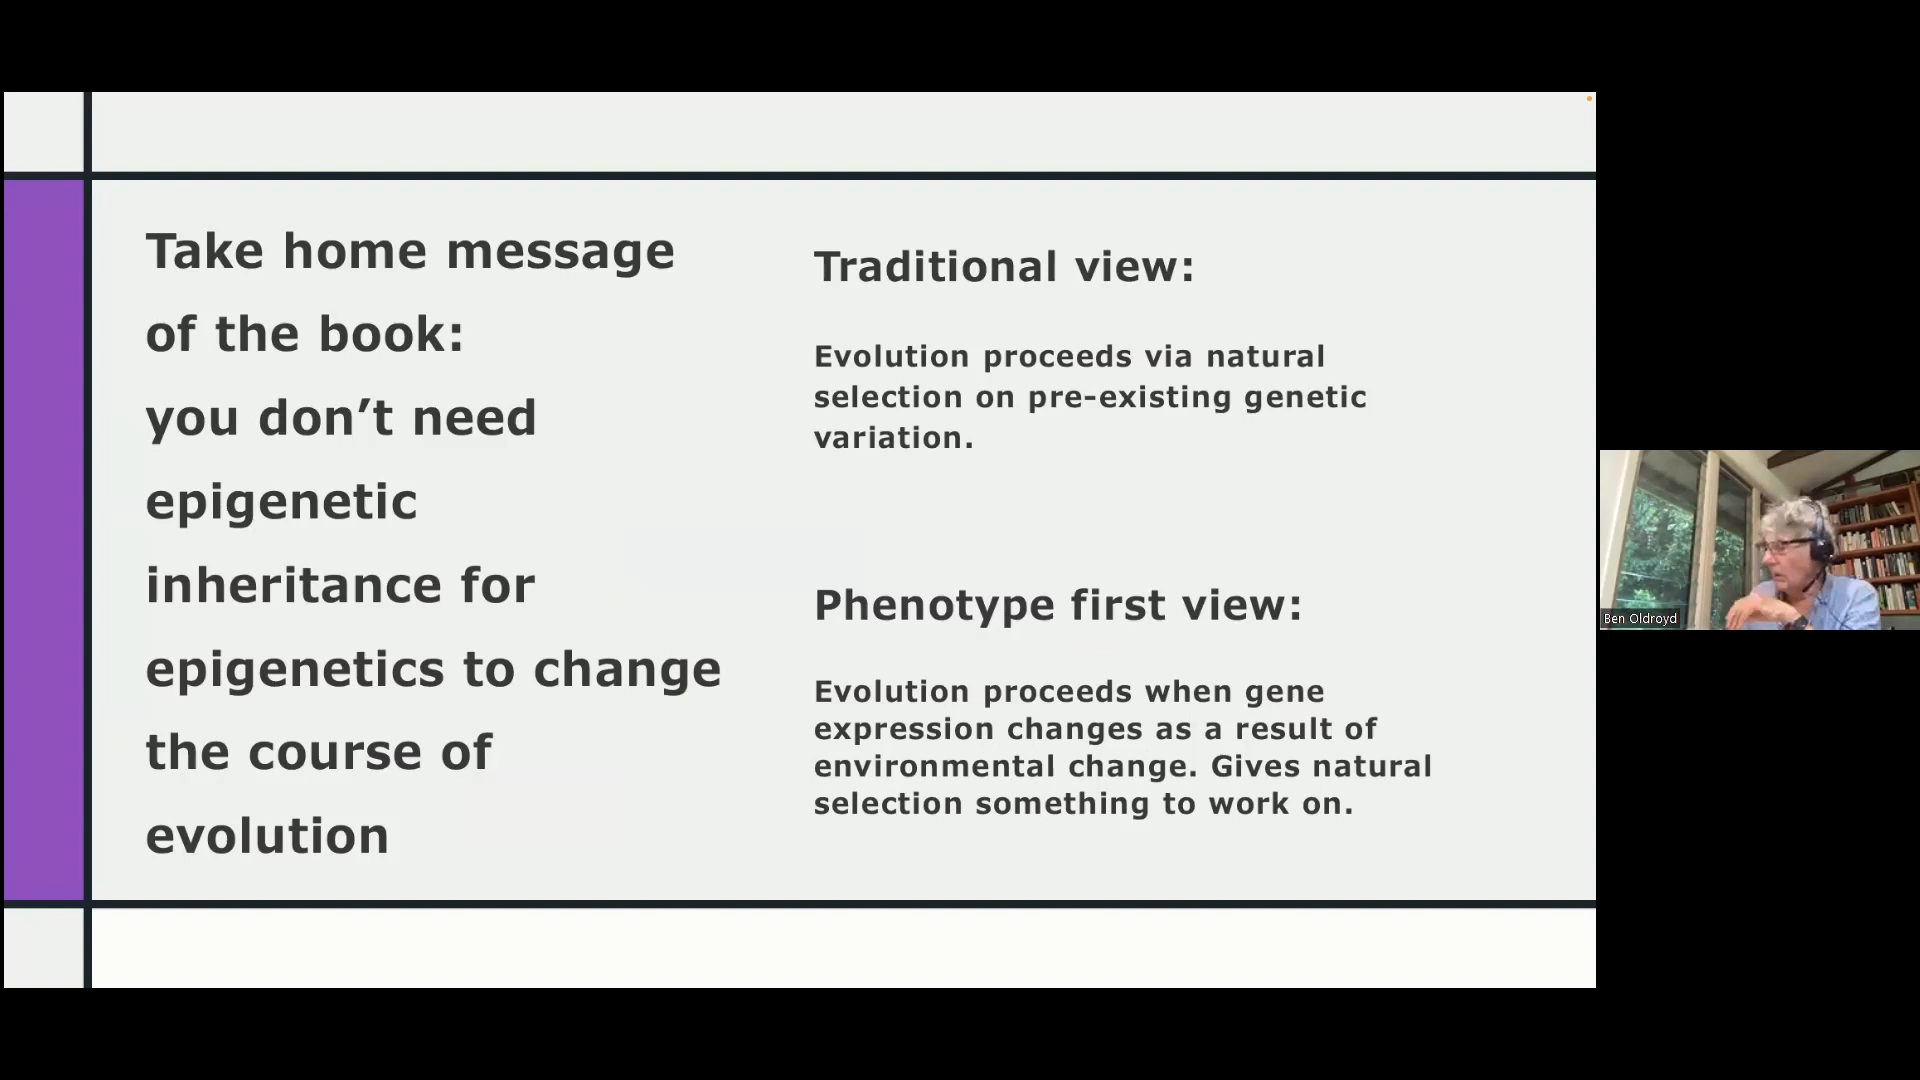 Take home message
of the book:
you don’t need
epigenetic
inheritance for
epigenetics to change
the course of
evolution
Traditional view:
Evolution proceeds via natural
selection on pre-existing genetic
variation.
Phenotype first view:
Evolution proceeds when gene
expression changes as a result of
environmental change. Gives natural
selection something to work on.
Ben Oldroyd